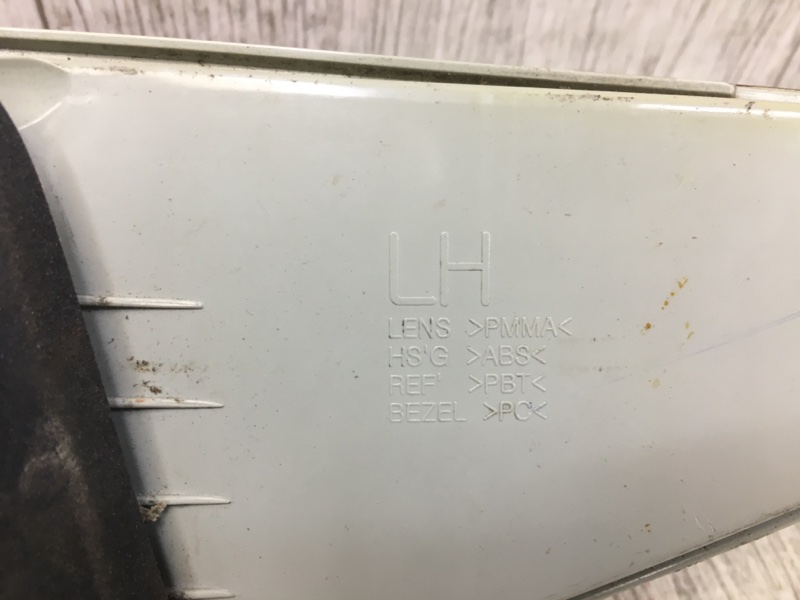 LH
LENS >PMMA<
HS'G >ABS<
REF' >PBT<
BEZEL >PC<